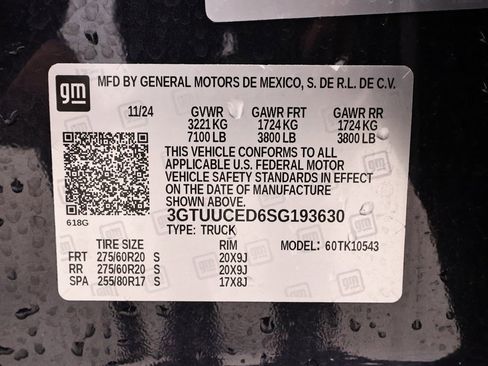 gm
MFD BY GENERAL MOTORS DE MEXICO, S. DE R.L. DE C.V.
11/24 GVWR GAWR FRT GAWR RR
3221 KG 1724 KG 1724 KG
7100 LB 3800 LB 3800 LB
THIS VEHICLE CONFORMS TO ALL
APPLICABLE U.S. FEDERAL MOTOR
VEHICLE SAFETY STANDARDS IN EFFECT
ON THE DATE OF MANUFACTURE
SHOWN ABOVE.
3GTUUCED6SG193630
618G
TYPE: TRUCK
TIRE SIZE RIM MODEL: 60TK10543
FRT 275/60R20 S 20X9J
RR 275/60R20 S 20X9J
SPA 255/80R17 S 17X8J